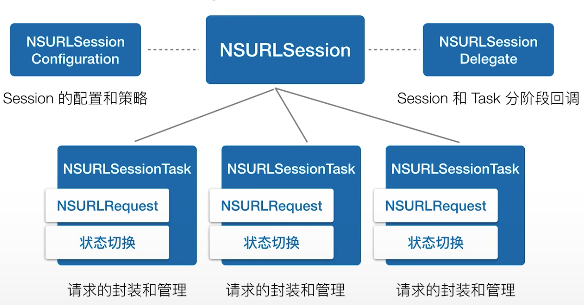 NSURLSession
Configuration
NSURLSession
NSURLSession
Delegate
Session 的配置和策略
Session 和 Task 分阶段回调
NSURLSessionTask
NSURLRequest
状态切换
请求的封装和管理
NSURLSessionTask
NSURLRequest
状态切换
请求的封装和管理
NSURLSessionTask
NSURLRequest
状态切换
请求的封装和管理